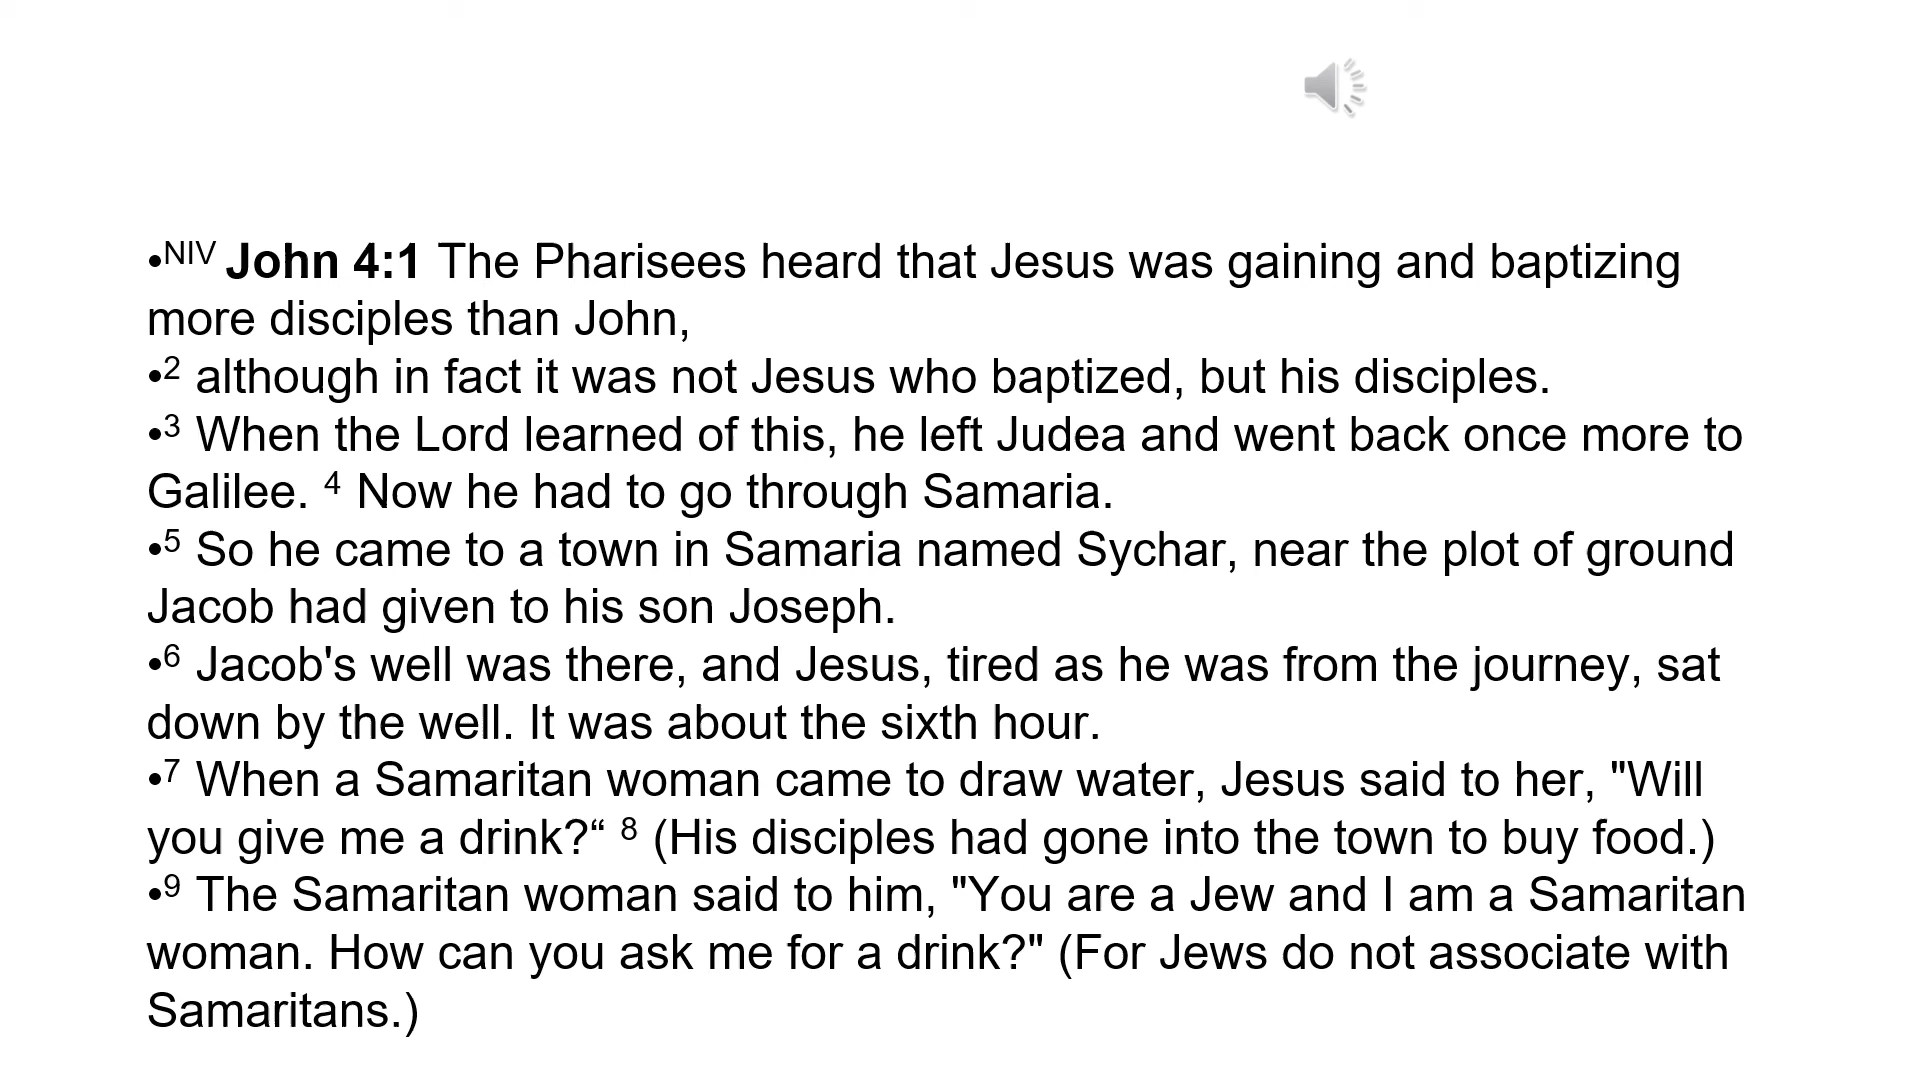 •NIV John 4:1 The Pharisees heard that Jesus was gaining and baptizing
more disciples than John,
•2 although in fact it was not Jesus who baptized, but his disciples.
•3 When the Lord learned of this, he left Judea and went back once more to
Galilee. 4 Now he had to go through Samaria.
•5 So he came to a town in Samaria named Sychar, near the plot of ground
Jacob had given to his son Joseph.
•6 Jacob's well was there, and Jesus, tired as he was from the journey, sat
down by the well. It was about the sixth hour.
•7 When a Samaritan woman came to draw water, Jesus said to her, "Will
you give me a drink?“ 8 (His disciples had gone into the town to buy food.)
•9 The Samaritan woman said to him, "You are a Jew and I am a Samaritan
woman. How can you ask me for a drink?" (For Jews do not associate with
Samaritans.)